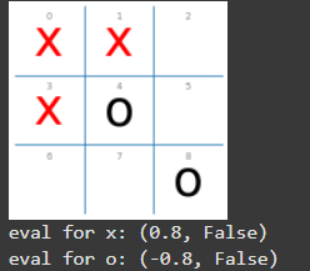 0 1 2
X X
3 4 5
X O
6 7 8
O
eval for x: (0.8, False)
eval for o: (-0.8, False)